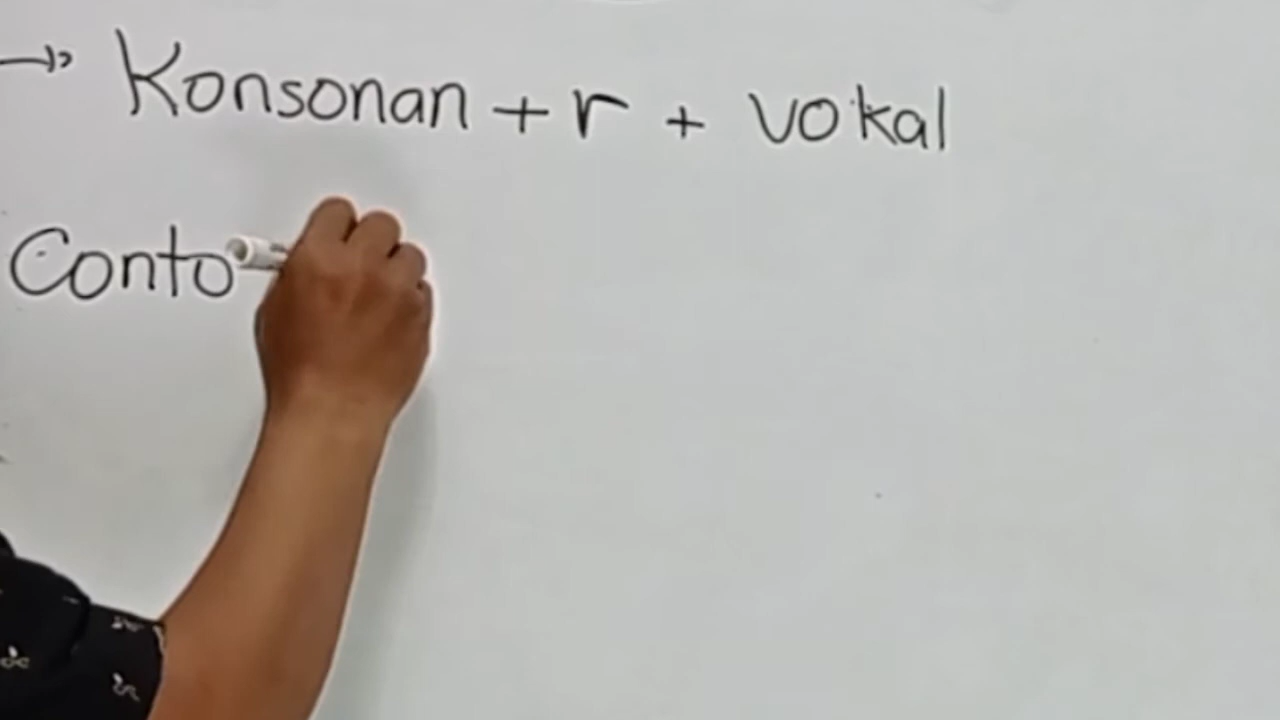 → Konsonan + r + vokal
Conto